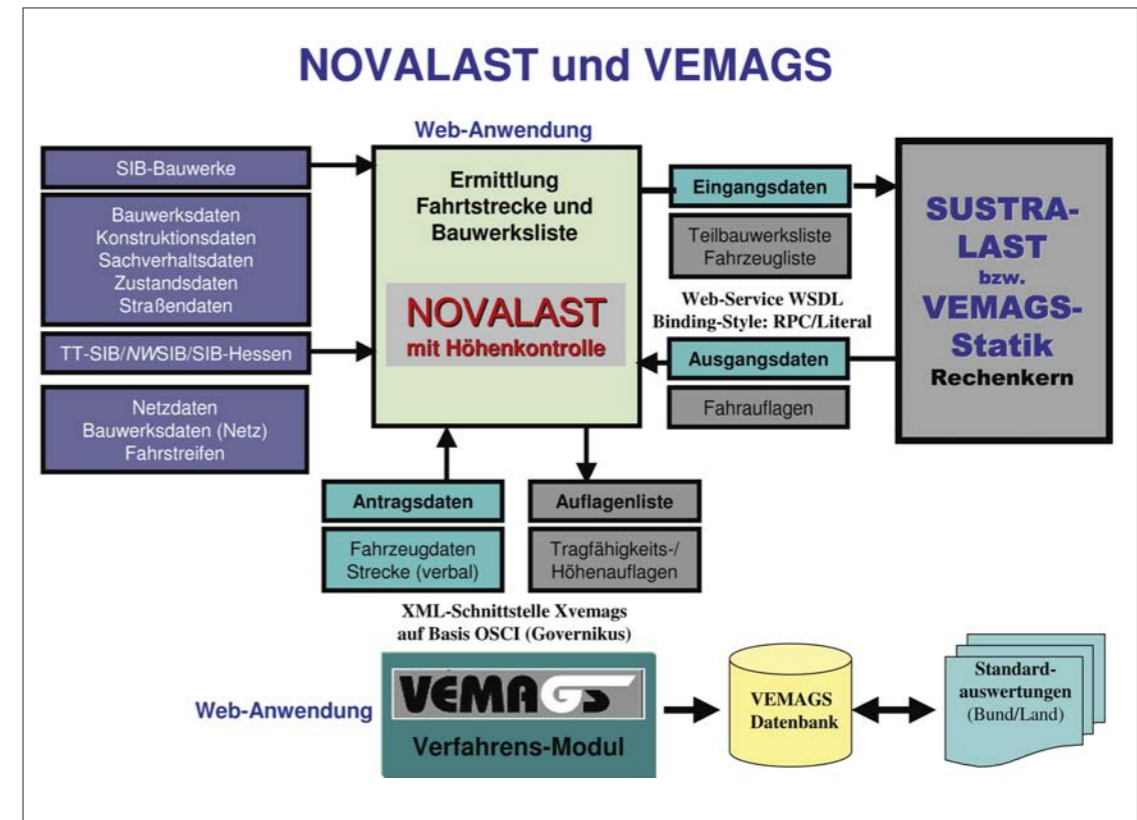 NOVALAST und VEMAGS
SIB-Bauwerke
Bauwerksdaten
Konstruktionsdaten
Sachverhaltsdaten
Zustandsdaten
Straßendaten
TT-SIB/NWSIB/SIB-Hessen
Netzdaten
Bauwerksdaten (Netz)
Fahrstreifen
Web-Anwendung
Ermittlung
Fahrtstrecke und
Bauwerksliste
NOVALAST
mit Höhenkontrolle
Eingangsdaten
Teilbauwerksliste
Fahrzeugliste
Web-Service WSDL
Binding-Style: RPC/Literal
Ausgangsdaten
Fahrauflagen
SUSTRA-
LAST
bzw.
VEMAGS-
Statik
Rechenkern
Antragsdaten
Fahrzeugdaten
Strecke (verbal)
Auflagenliste
Tragfähigkeits-/
Höhenauflagen
XML-Schnittstelle Xvemags
auf Basis OSCI (Governikus)
Web-Anwendung
VEMAGS
Verfahrens-Modul
VEMAGS
Datenbank
Standard-
auswertungen
(Bund/Land)